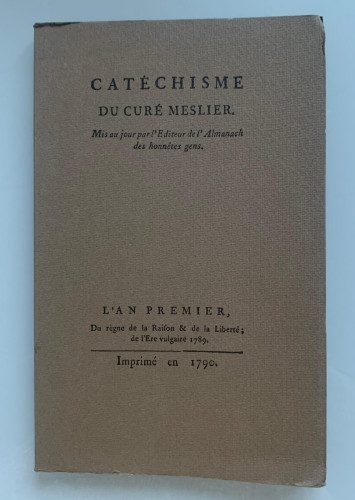 CATÉCHISME
DU CURÉ MESLIER.
Mis au jour par l'Editeur de l'Almanach
des honnêtes gens.
L'AN PREMIER,
Du règne de la Raiſon & de la Liberté;
de l'Ere vulgaire 1789.
Imprimé en 1790.